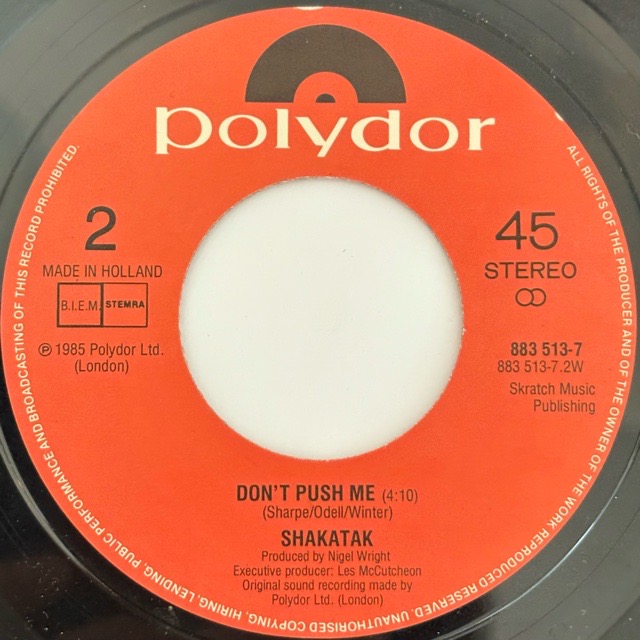 polydor
2
45
MADE IN HOLLAND
STEREO
B.I.E.M. STEMRA
℗ 1985 Polydor Ltd.
(London)
883 513-7
883 513-7.2W
Skratch Music
Publishing
DON'T PUSH ME (4:10)
(Sharpe/Odell/Winter)
SHAKATAK
Produced by Nigel Wright
Executive producer: Les McCutcheon
Original sound recording made by
Polydor Ltd. (London)
ALL RIGHTS OF THE PRODUCER AND OF THE OWNER OF THE WORK REPRODUCED RESERVED. UNAUTHORISED COPYING, HIRING, LENDING, PUBLIC PERFORMANCE AND BROADCASTING OF THIS RECORD PROHIBITED.